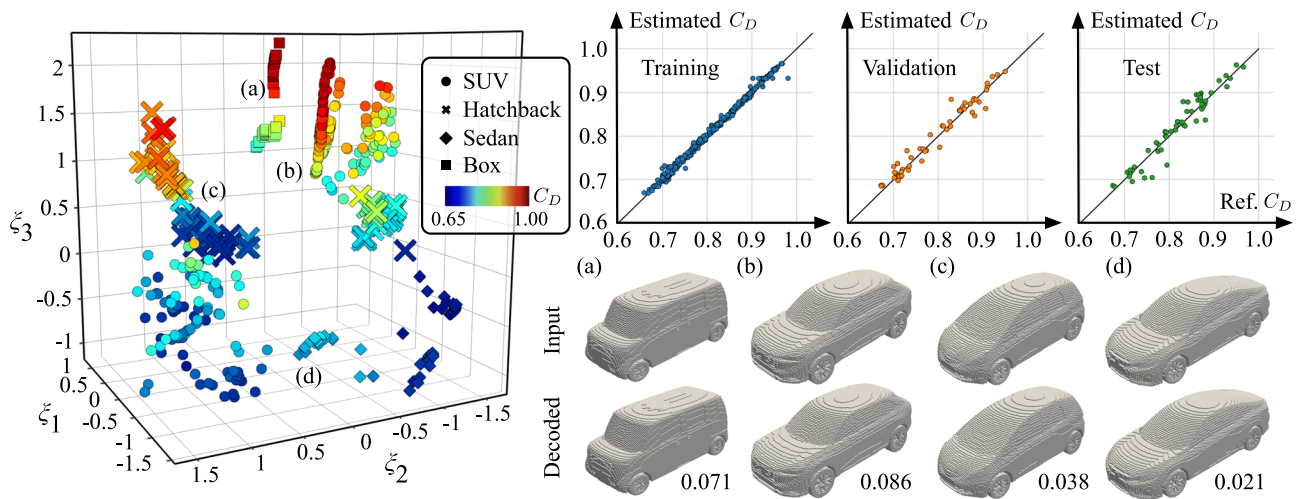 2
1.5
1
0.5
0
-0.5
-1
ξ3
1
0.5
0
-1
-1.5
ξ1
1.5
1
0.5
0
-0.5
-1
-1.5
ξ2
(a)
(b)
(c)
(d)
SUV
Hatchback
Sedan
Box
C_D
0.65 1.00
Estimated C_D
Training
1.0
0.9
0.8
0.7
0.6
0.6 0.7 0.8 0.9 1.0
Estimated C_D
Validation
0.6 0.7 0.8 0.9 1.0
Estimated C_D
Test
Ref. C_D
0.6 0.7 0.8 0.9 1.0
(a) (b) (c) (d)
Input
Decoded
0.071 0.086 0.038 0.021